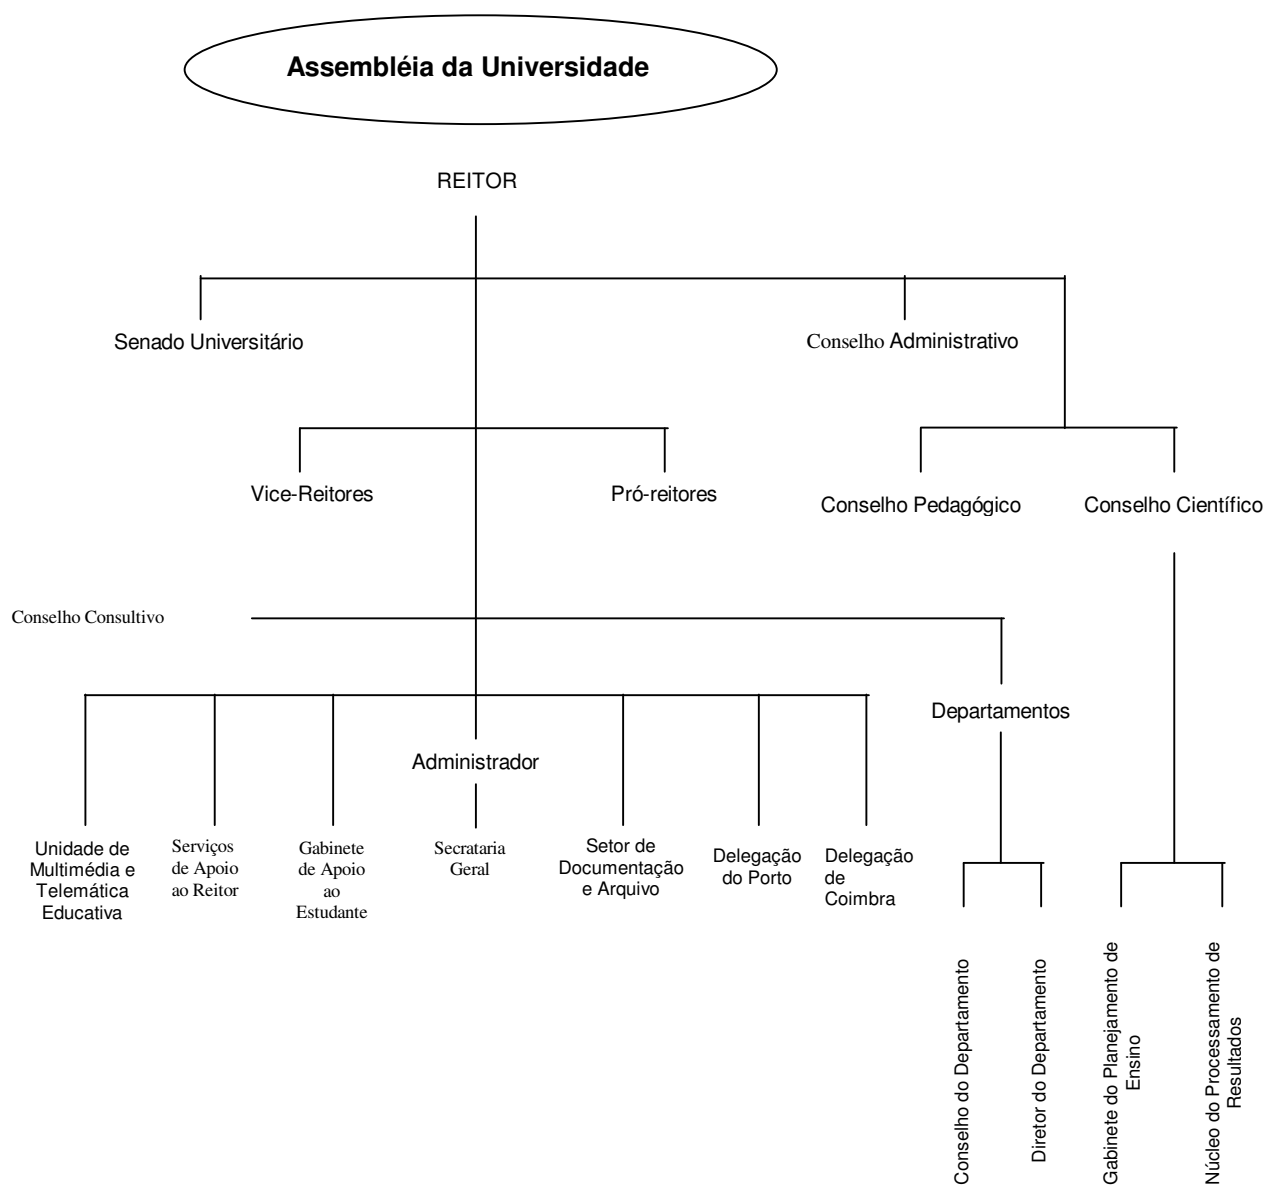 Assembléia da Universidade
REITOR
Senado Universitário
Conselho Administrativo
Vice-Reitores
Pró-reitores
Conselho Pedagógico
Conselho Científico
Conselho Consultivo
Departamentos
Administrador
Unidade de
Multimédia e
Telemática
Educativa
Serviços
de Apoio
ao Reitor
Gabinete
de Apoio
ao
Estudante
Secrataria
Geral
Setor de
Documentação
e Arquivo
Delegação
do Porto
Delegação
de
Coimbra
Conselho do Departamento
Diretor do Departamento
Gabinete do Planejamento de
Ensino
Núcleo do Processamento de
Resultados